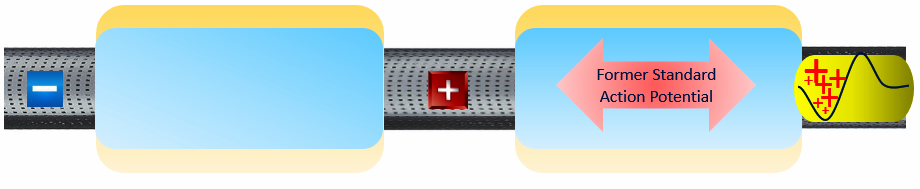 Former Standard
Action Potential